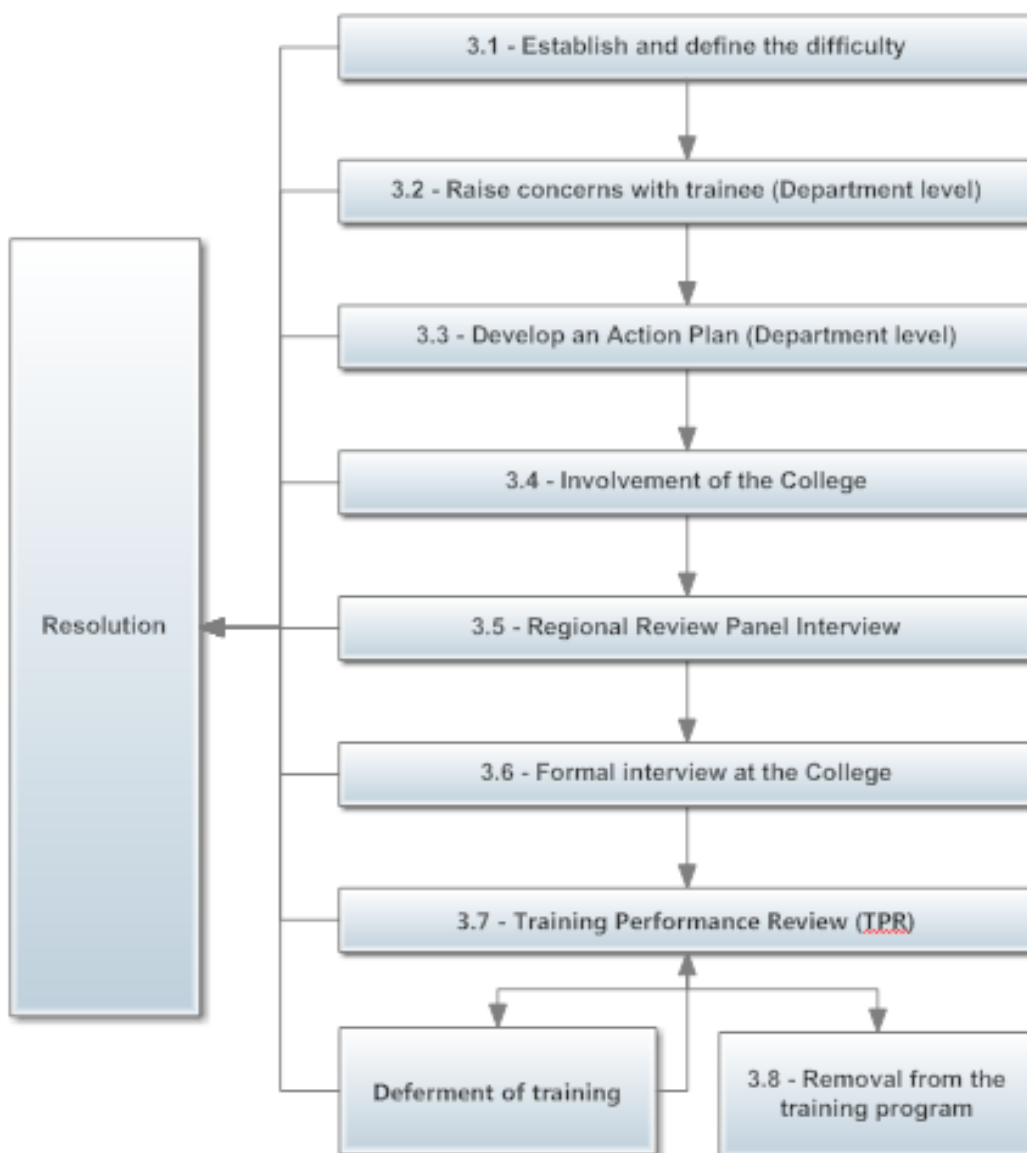 3.1 - Establish and define the difficulty
3.2 - Raise concerns with trainee (Department level)
3.3 - Develop an Action Plan (Department level)
3.4 - Involvement of the College
Resolution
3.5 - Regional Review Panel Interview
3.6 - Formal interview at the College
3.7 - Training Performance Review (TPR)
Deferment of training
3.8 - Removal from the
training program